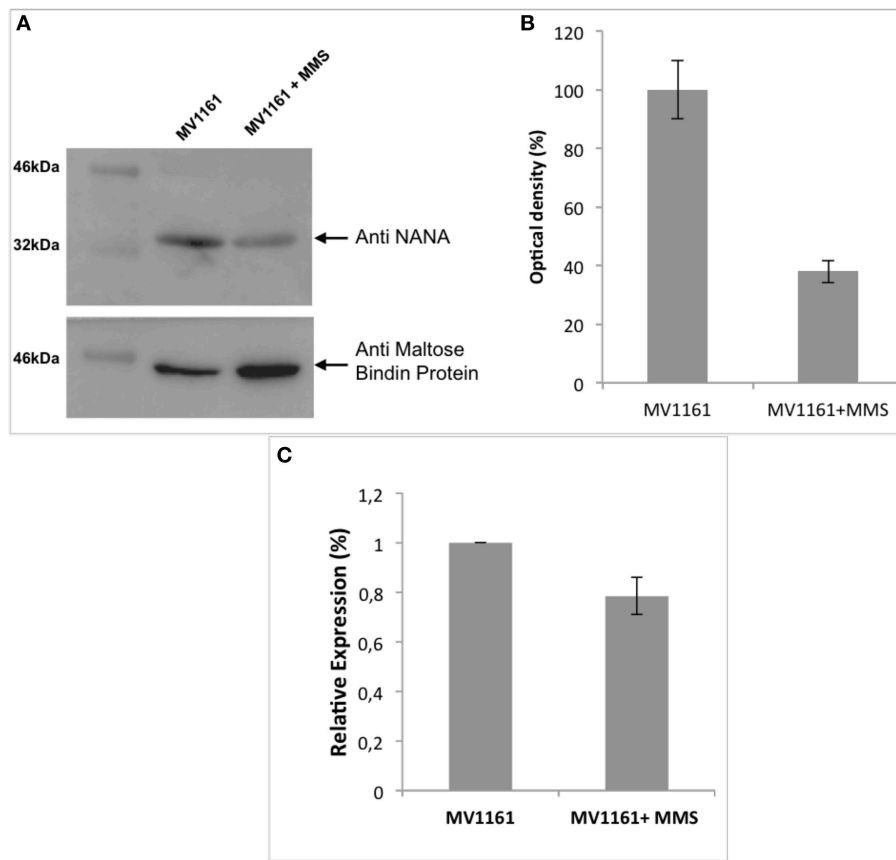 A
MV1161
MV1161 + MMS
46kDa
32kDa
Anti NANA
46kDa
Anti Maltose
Bindin Protein
B
Optical density (%)
120
100
80
60
40
20
0
MV1161
MV1161+MMS
C
Relative Expression (%)
1,2
1
0,8
0,6
0,4
0,2
0
MV1161
MV1161+ MMS